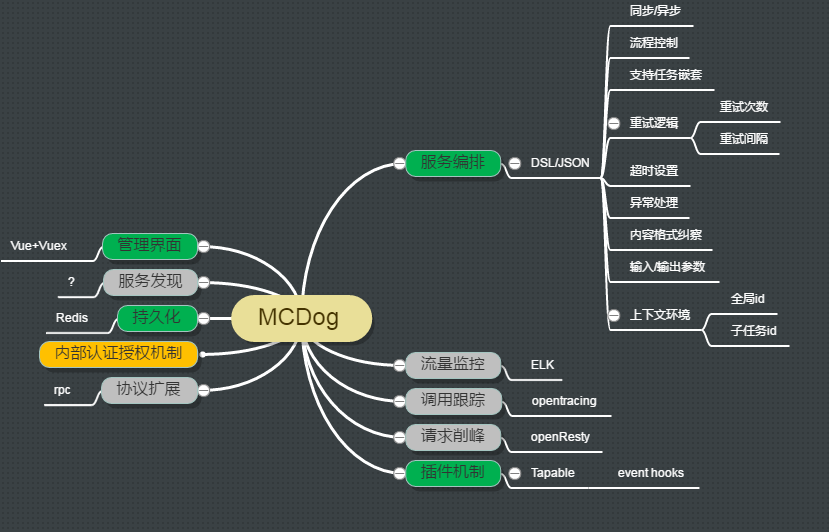 MCDog
服务编排
DSL/JSON
同步/异步
流程控制
支持任务嵌套
重试逻辑
重试次数
重试间隔
超时设置
异常处理
内容格式纠察
输入/输出参数
上下文环境
全局id
子任务id
流量监控
ELK
调用跟踪
opentracing
请求削峰
openResty
插件机制
Tapable
event hooks
管理界面
Vue+Vuex
服务发现
?
持久化
Redis
内部认证授权机制
协议扩展
rpc